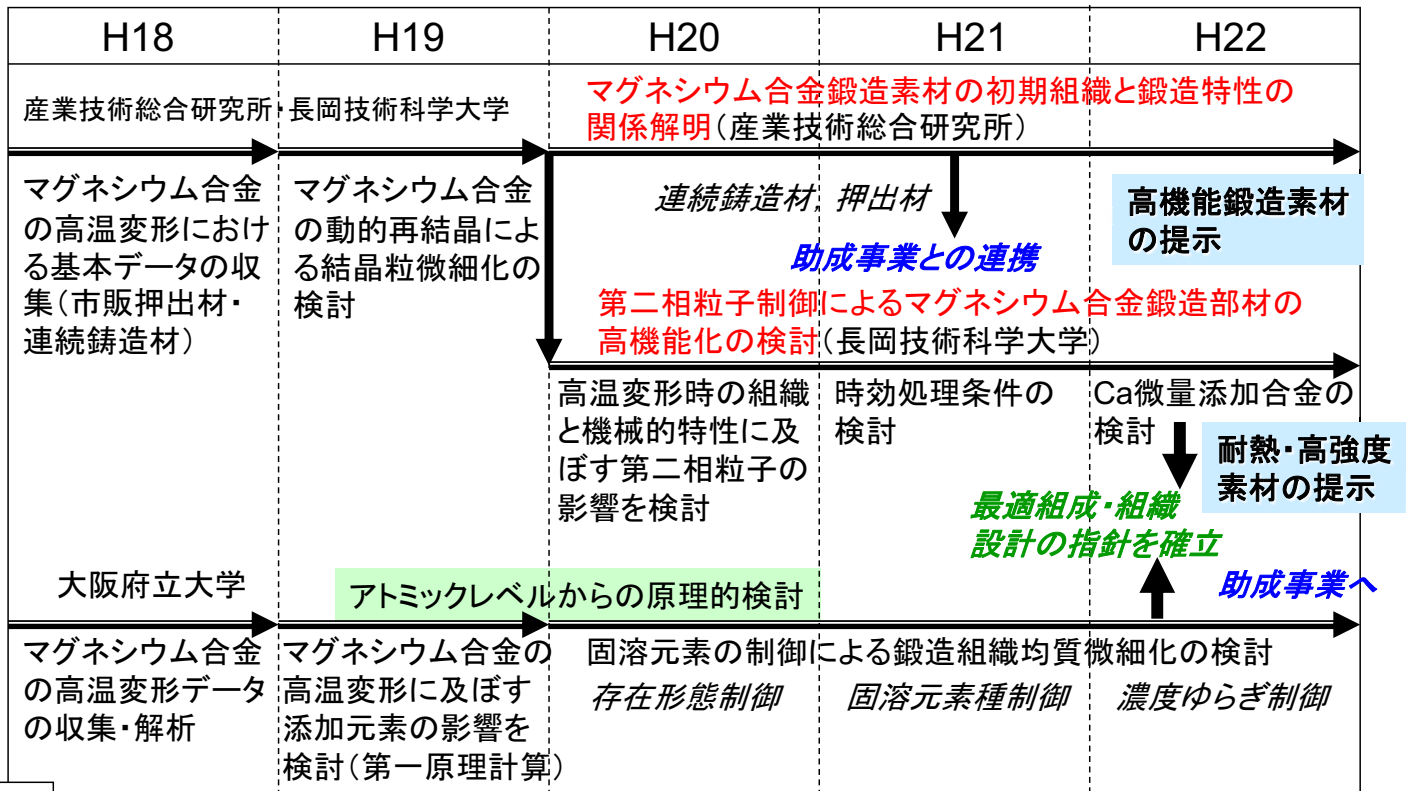 H18
H19
H20
H21
H22
産業技術総合研究所・長岡技術科学大学
マグネシウム合金鍛造素材の初期組織と鍛造特性の
関係解明(産業技術総合研究所)
マグネシウム合金
の高温変形におけ
る基本データの収
集(市販押出材・
連続鋳造材)
マグネシウム合金
の動的再結晶によ
る結晶粒微細化の
検討
連続鋳造材, 押出材
助成事業との連携
高機能鍛造素材
の提示
第二相粒子制御によるマグネシウム合金鍛造部材の
高機能化の検討(長岡技術科学大学)
高温変形時の組織
と機械的特性に及
ぼす第二相粒子の
影響を検討
時効処理条件の
検討
Ca微量添加合金の
検討
耐熱・高強度
素材の提示
最適組成・組織
設計の指針を確立
大阪府立大学
アトミックレベルからの原理的検討
助成事業へ
マグネシウム合金
の高温変形データ
の収集・解析
マグネシウム合金の
高温変形に及ぼす
添加元素の影響を
検討(第一原理計算)
固溶元素の制御による鍛造組織均質微細化の検討
存在形態制御
固溶元素種制御
濃度ゆらぎ制御